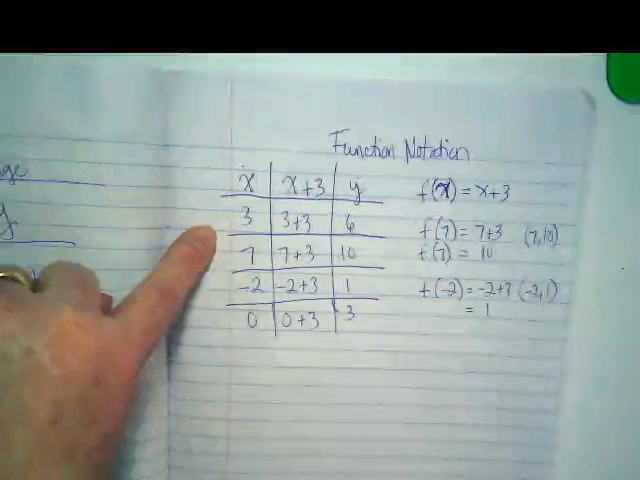 Function Notation
x | x+3 | y
3 | 3+3 | 6
7 | 7+3 | 10
-2 | -2+3 | 1
0 | 0+3 | 3
f(x) = x+3
f(7) = 7+3 (7,10)
f(7) = 10
f(-2) = -2+3 (-2,1)
= 1